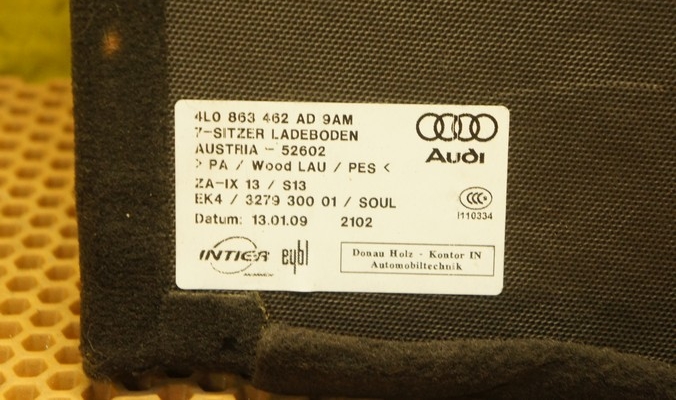 4L0 863 462 AD 9AM
7-SITZER LADEBODEN
AUSTRIA - 52602
> PA / Wood LAU / PES <
ZA-IX 13 / S13
EK4 / 3279 300 01 / SOUL
Datum: 13.01.09 2102
Audi
CCC
I110334
INTIER
eybl
Donau Holz - Kontor IN
Automobiltechnik